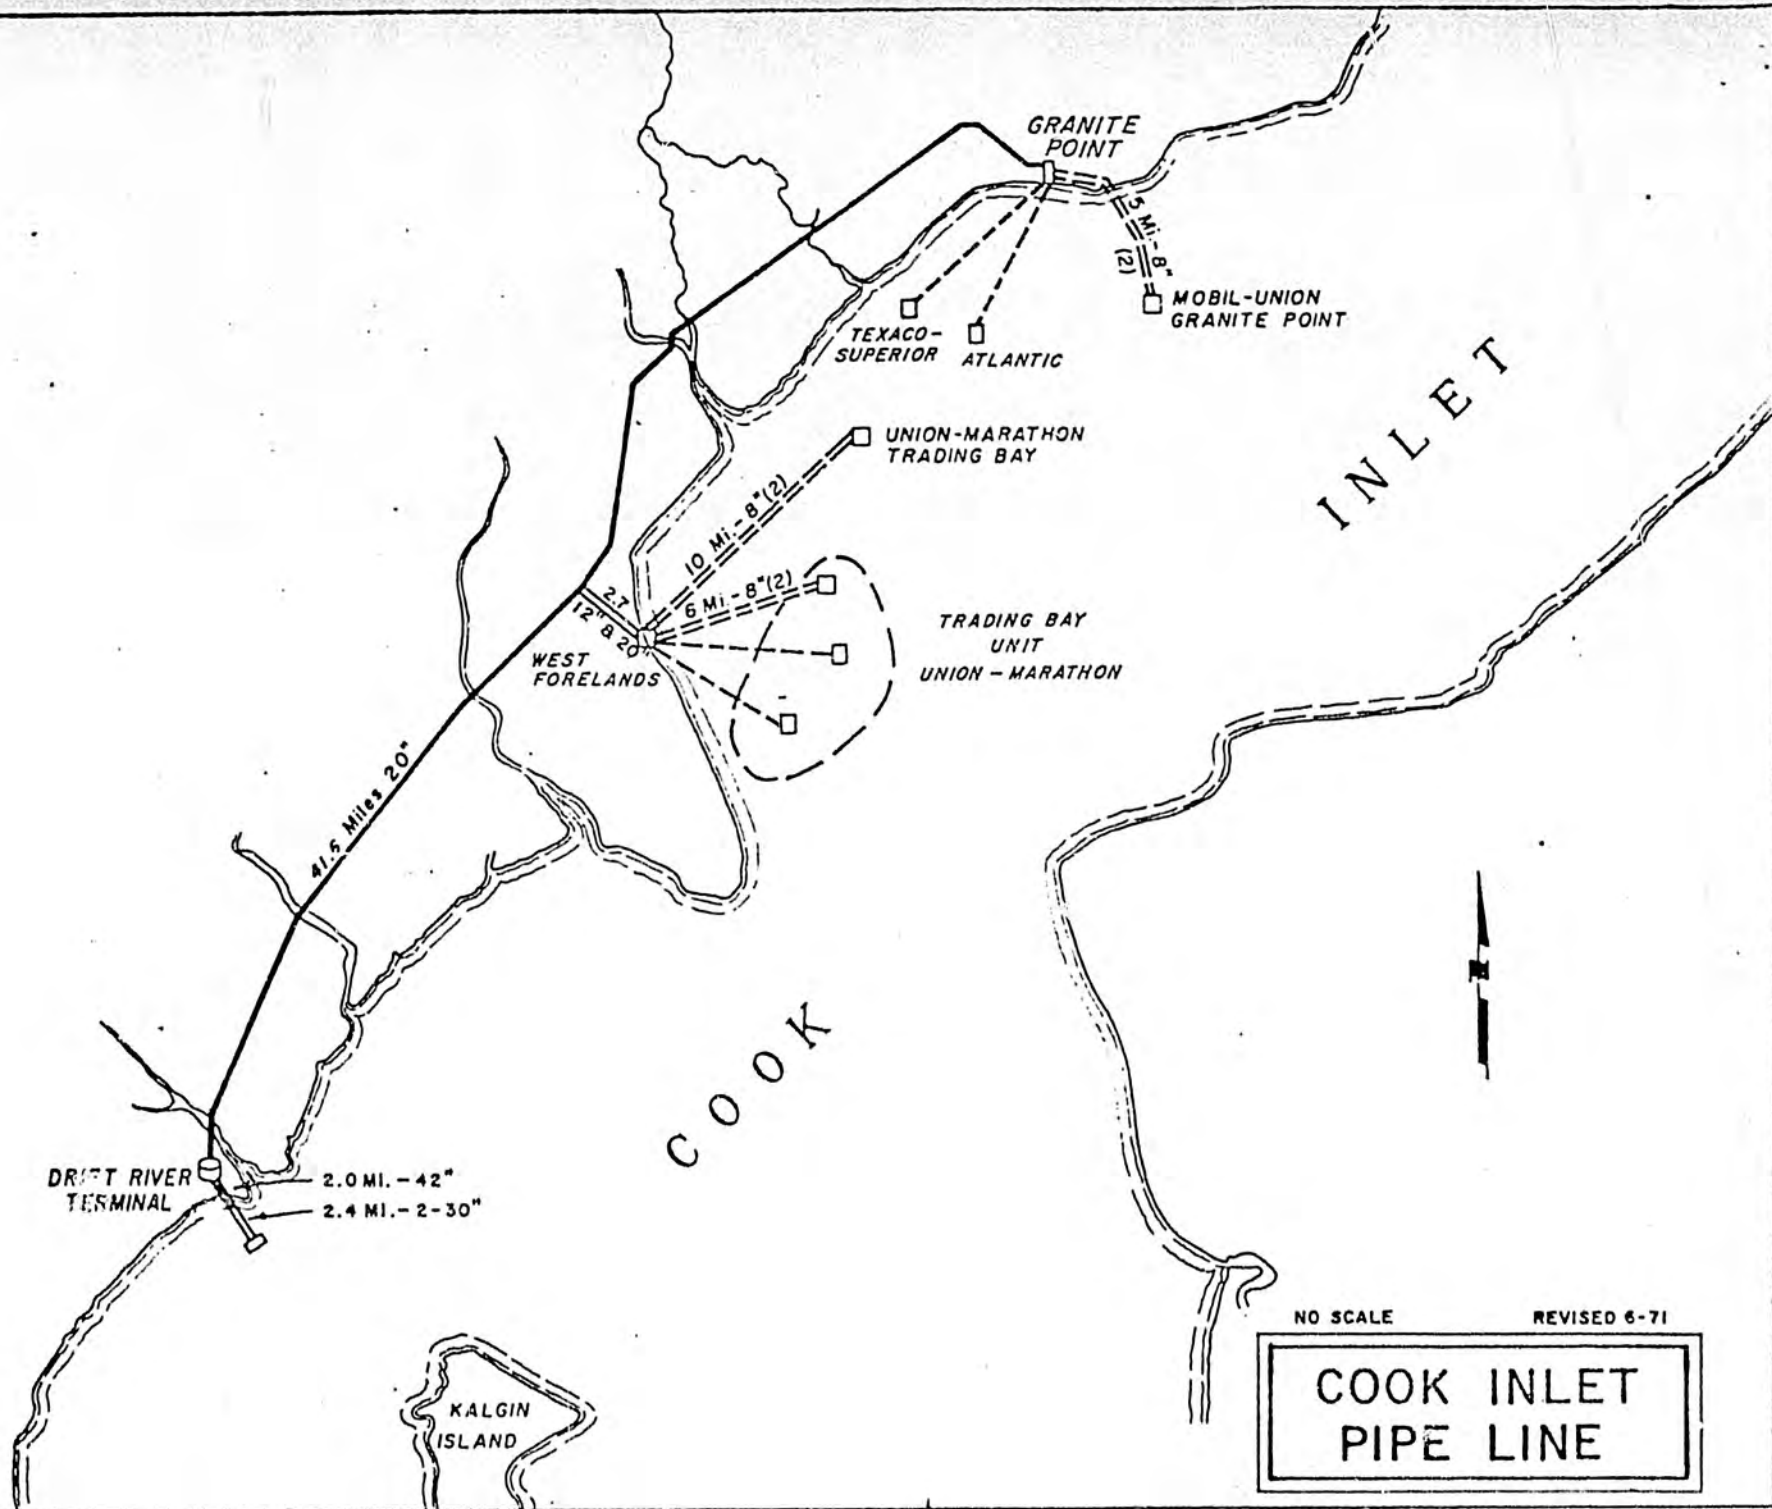 GRANITE
POINT
5 Mi.-8"
(2)
MOBIL-UNION
GRANITE POINT
TEXACO-
SUPERIOR
ATLANTIC
INLET
UNION-MARATHON
TRADING BAY
10 Mi.-8"(2)
6 Mi.-8"(2)
2.7
12" & 20"
WEST
FORELANDS
TRADING BAY
UNIT
UNION-MARATHON
41.6 Miles 20"
N
COOK
DRIFT RIVER
TERMINAL
2.0 MI.-42"
2.4 MI.-2-30"
KALGIN
ISLAND
NO SCALE
REVISED 6-71
COOK INLET
PIPE LINE